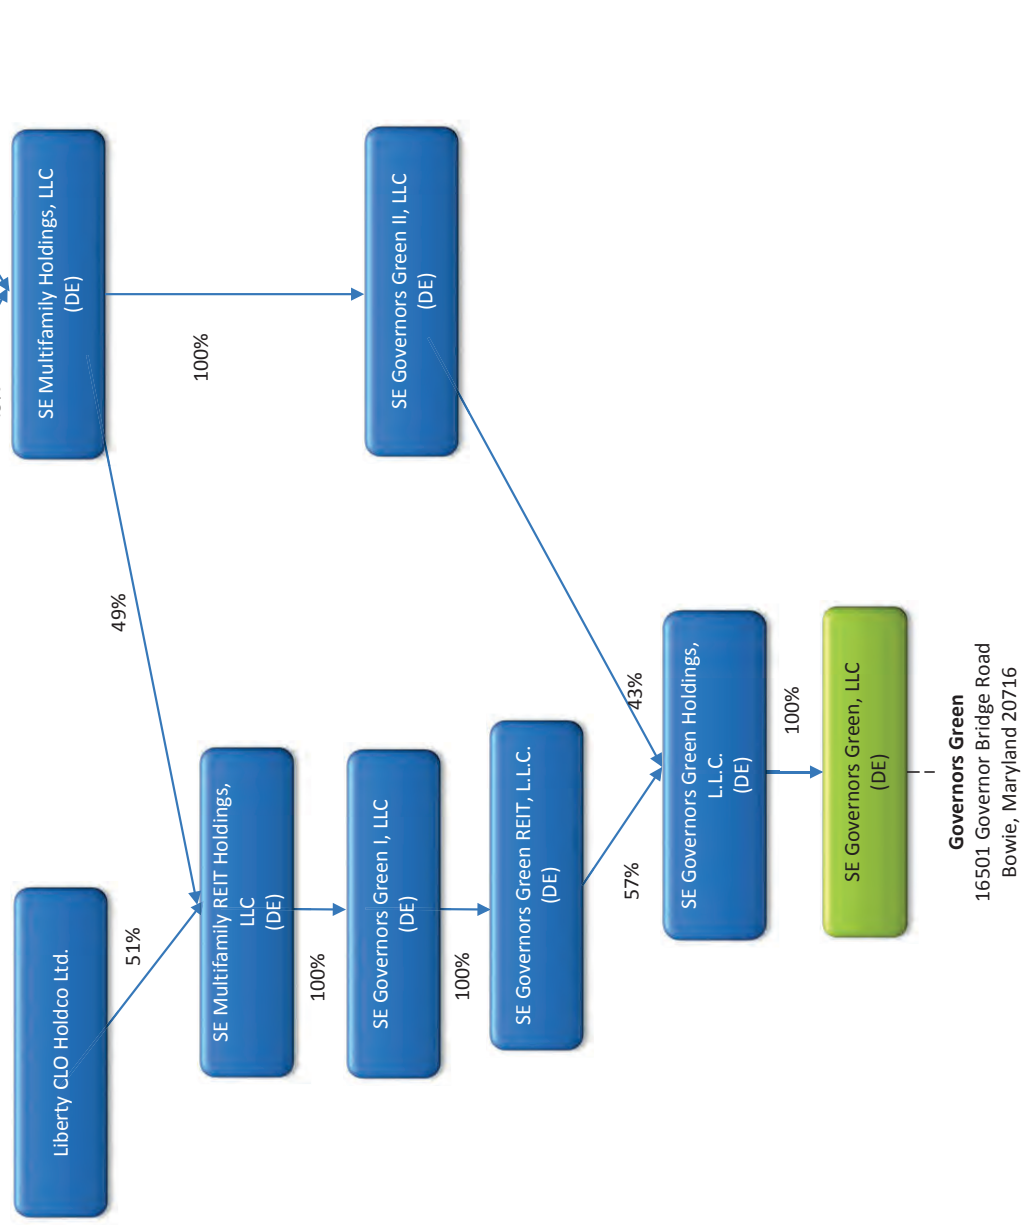 SE Multifamily Holdings, LLC
(DE)
Liberty CLO Holdco Ltd.
49%
51%
100%
SE Multifamily REIT Holdings,
LLC
(DE)
100%
SE Governors Green I, LLC
(DE)
SE Governors Green II, LLC
(DE)
100%
SE Governors Green REIT, L.L.C.
(DE)
57%
43%
SE Governors Green Holdings,
L.L.C.
(DE)
100%
SE Governors Green, LLC
(DE)
Governors Green
16501 Governor Bridge Road
Bowie, Maryland 20716